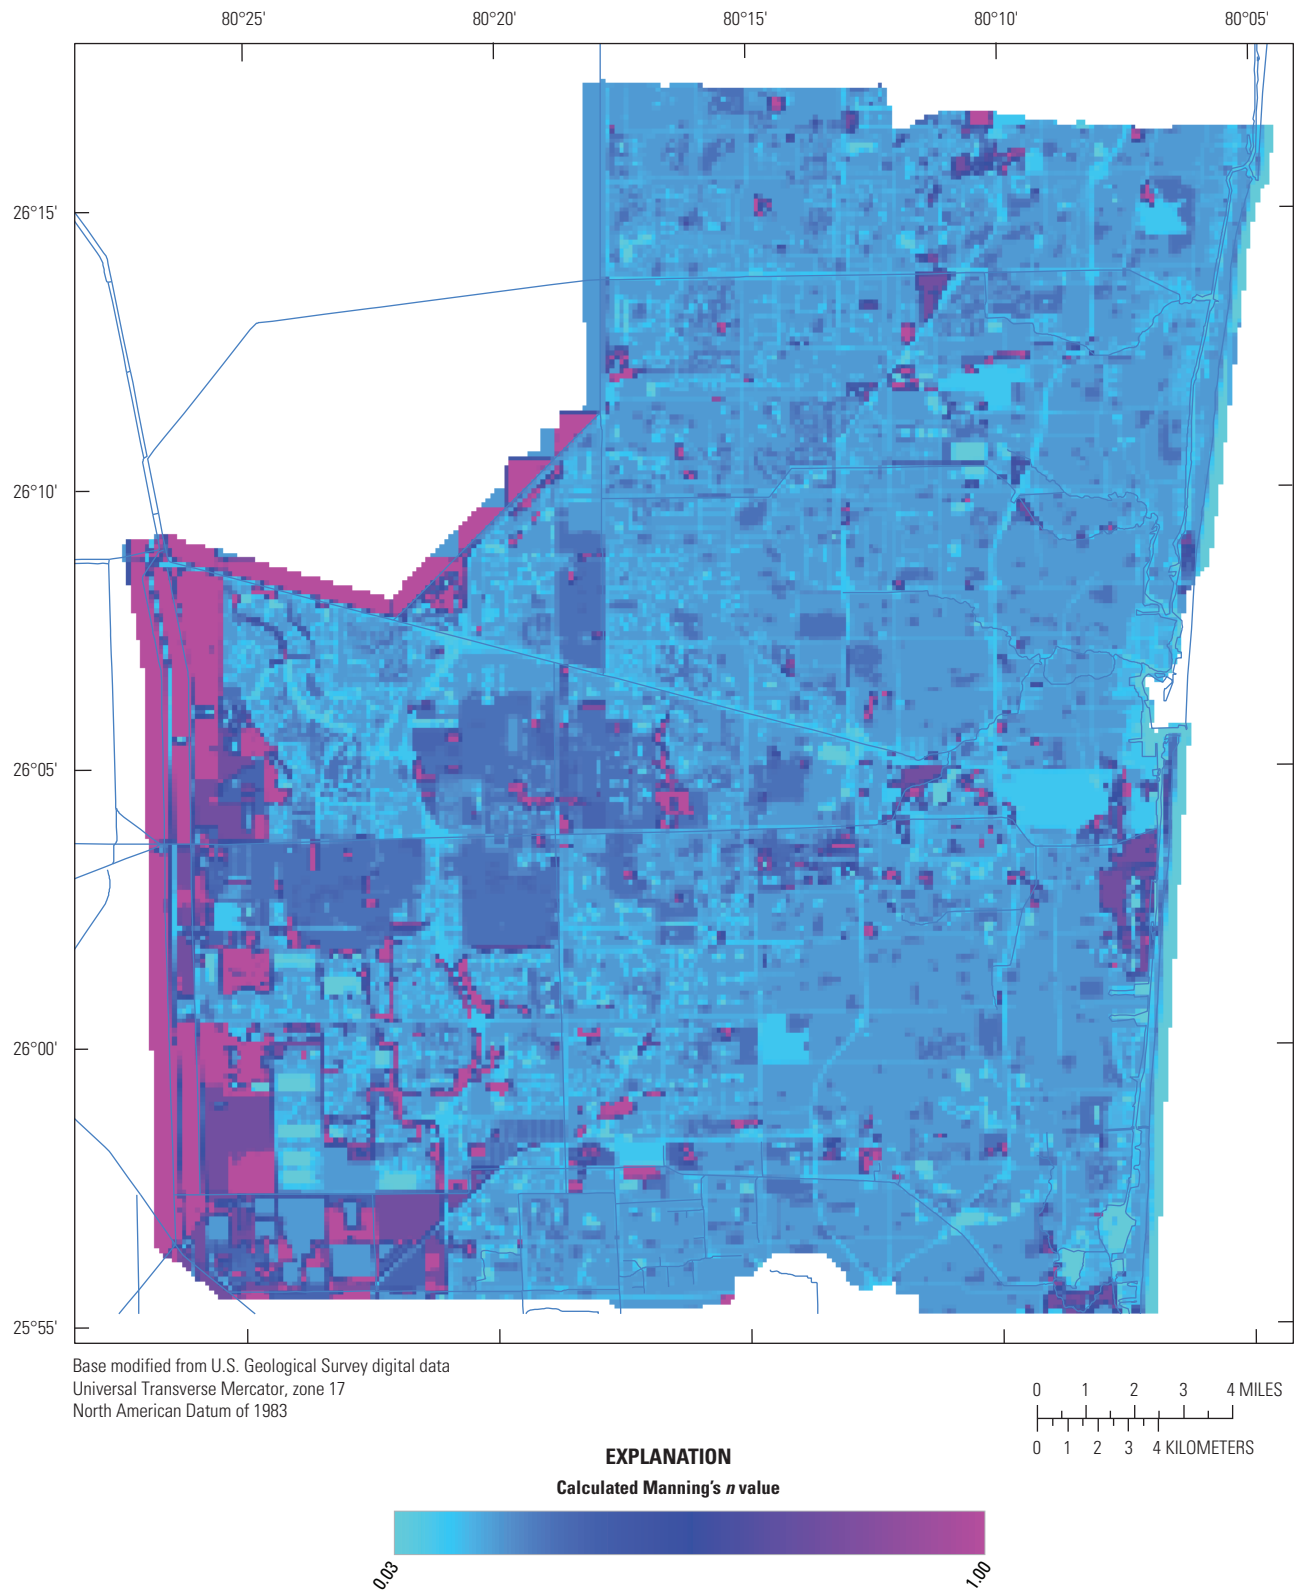 80°25'
80°20'
80°15'
80°10'
80°05'
26°15'
26°10'
26°05'
26°00'
25°55'
Base modified from U.S. Geological Survey digital data
Universal Transverse Mercator, zone 17
North American Datum of 1983
0 1 2 3 4 MILES
0 1 2 3 4 KILOMETERS
EXPLANATION
Calculated Manning's n value
0.03
1.00